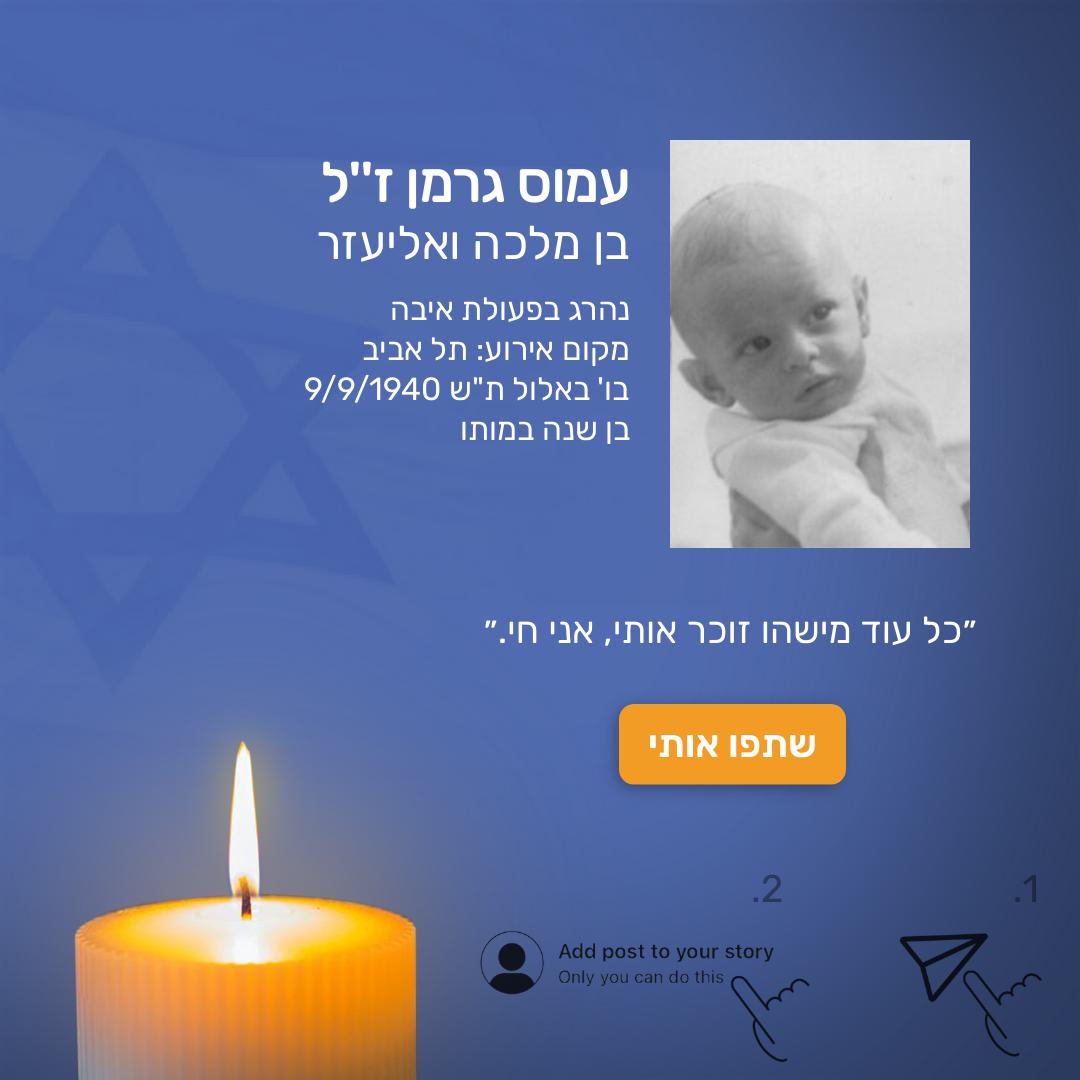 עמוס גרמן ז"ל
בן מלכה ואליעזר
נהרג בפעולת איבה
מקום אירוע: תל אביב
בו' באלול ת"ש 9/9/1940
בן שנה במותו
״כל עוד מישהו זוכר אותי, אני חי.״
שתפו אותי
.1
.2
Add post to your story
Only you can do this